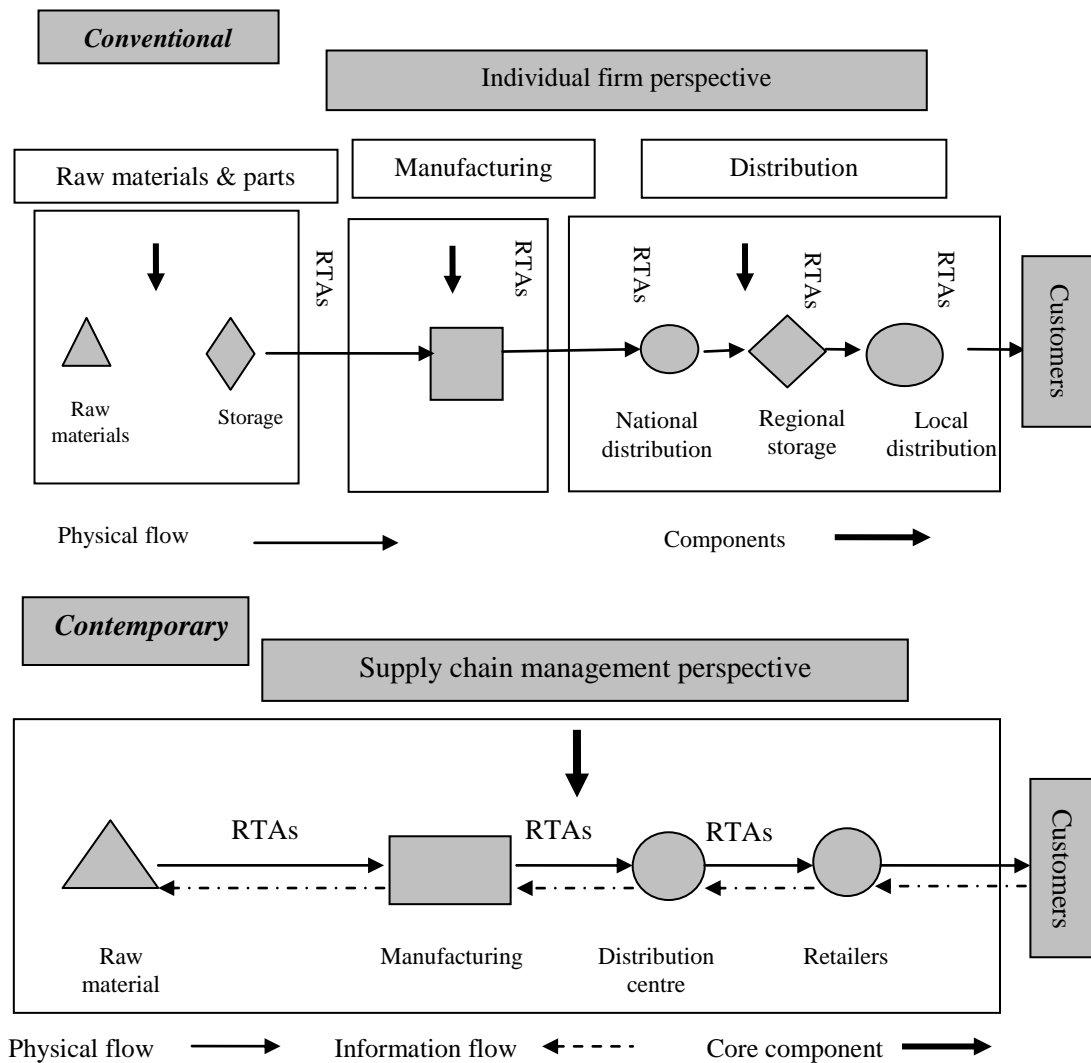 Conventional
Individual firm perspective
Raw materials & parts
Manufacturing
Distribution
RTAs
RTAs
RTAs
RTAs
RTAs
Customers
Raw
materials
Storage
National
distribution
Regional
storage
Local
distribution
Physical flow
Components
Contemporary
Supply chain management perspective
RTAs
RTAs
RTAs
Customers
Raw
material
Manufacturing
Distribution
centre
Retailers
Physical flow
Information flow
Core component